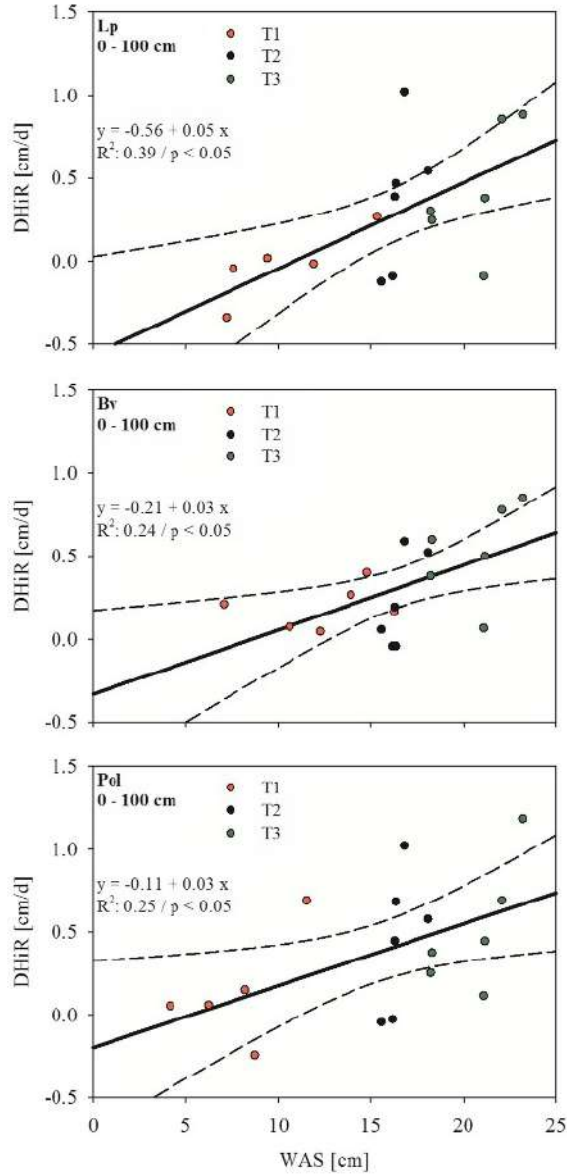 Lp
0 - 100 cm
T1
T2
T3
y = -0.56 + 0.05 x
R2: 0.39 / p < 0.05
DHiR [cm/d]
1.5
1.0
0.5
0.0
-0.5
Bv
0 - 100 cm
T1
T2
T3
y = -0.21 + 0.03 x
R2: 0.24 / p < 0.05
DHiR [cm/d]
1.5
1.0
0.5
0.0
-0.5
Pol
0 - 100 cm
T1
T2
T3
y = -0.11 + 0.03 x
R2: 0.25 / p < 0.05
DHiR [cm/d]
1.5
1.0
0.5
0.0
-0.5
0 5 10 15 20 25
WAS [cm]